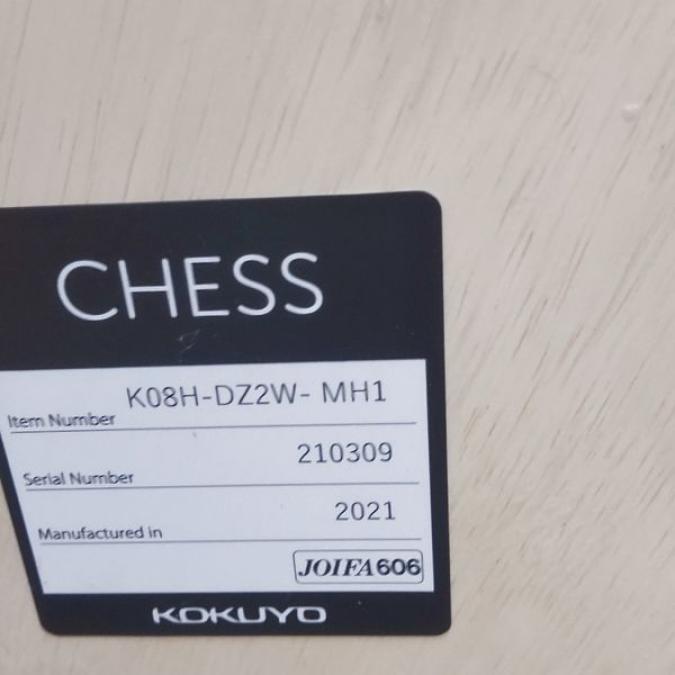 CHESS
K08H-DZ2W- MH1
Item Number
210309
Serial Number
2021
Manufactured in
JOIFA606
KOKUYO